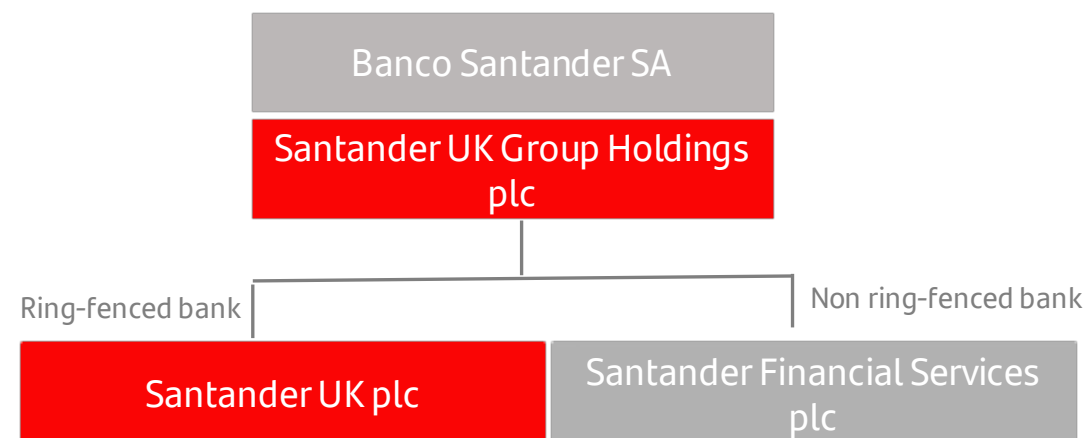 Banco Santander SA
Santander UK Group Holdings
plc
Ring-fenced bank
Non ring-fenced bank
Santander UK plc
Santander Financial Services
plc